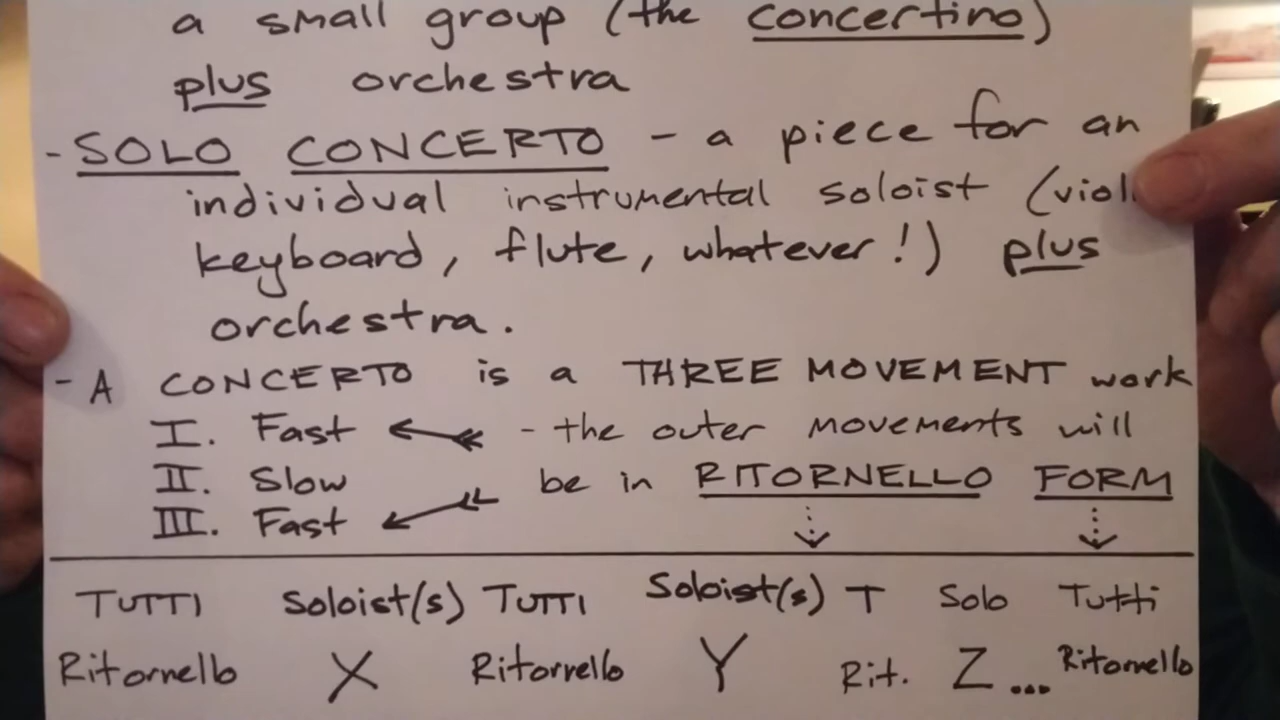 a small group (the concertino)
plus orchestra
- SOLO CONCERTO - a piece for an
individual instrumental soloist (viol
keyboard, flute, whatever!) plus
orchestra.
- A CONCERTO is a THREE MOVEMENT work
I. Fast - the outer movements will
II. Slow be in RITORNELLO FORM
III. Fast
TUTTI Soloist(s) TUTTI Soloist(s) T Solo Tutti
Ritornello X Ritornello Y Rit. Z ... Ritornello